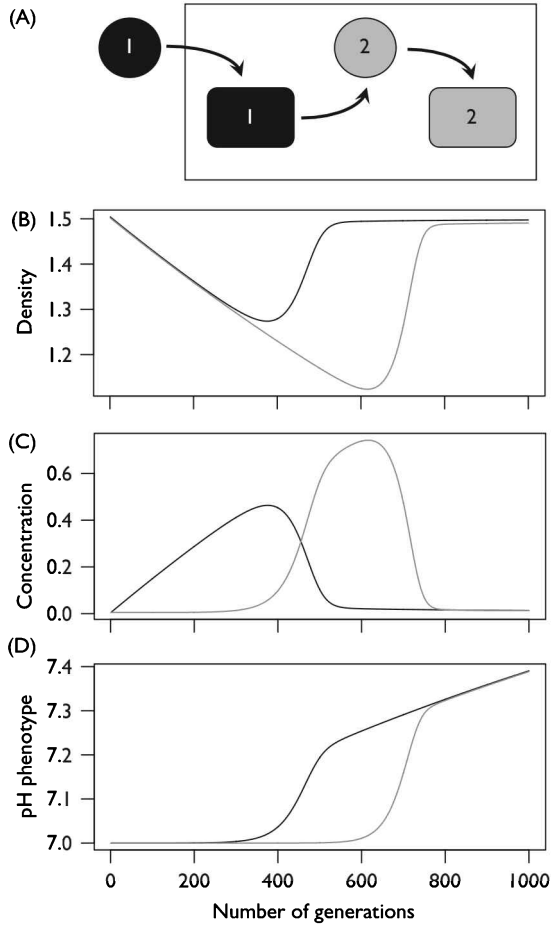 (A)
1
2
1
2
(B)
1.5
1.4
1.3
1.2
Density
(C)
0.6
0.4
0.2
0.0
Concentration
(D)
7.4
7.3
7.2
7.1
7.0
pH phenotype
0 200 400 600 800 1000
Number of generations